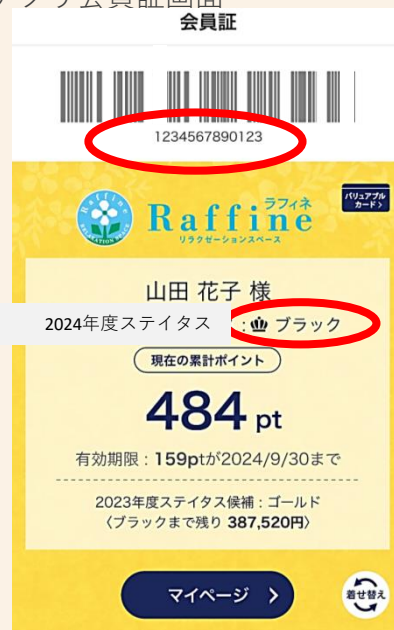 会員証
1234567890123
Raffine
ラフィネ
リラクゼーションスペース
バリュアブル
カード〉
山田 花子 様
2024年度ステイタス : ブラック
現在の累計ポイント
484 pt
有効期限 : 159ptが2024/9/30まで
2023年度ステイタス候補 : ゴールド
〈ブラックまで残り 387,520円〉
マイページ 〉
着せ替え